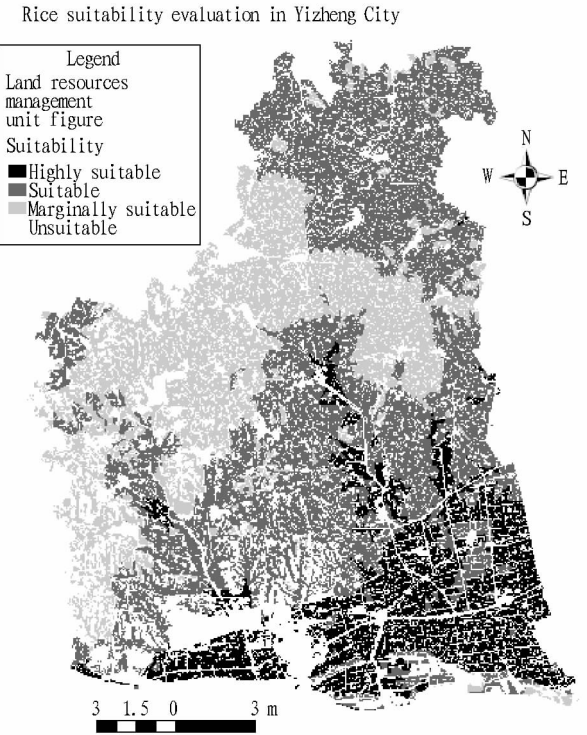 Rice suitability evaluation in Yizheng City
Legend
Land resources
management
unit figure
Suitability
Highly suitable
Suitable
Marginally suitable
Unsuitable
N
W E
S
3 1.5 0 3 m